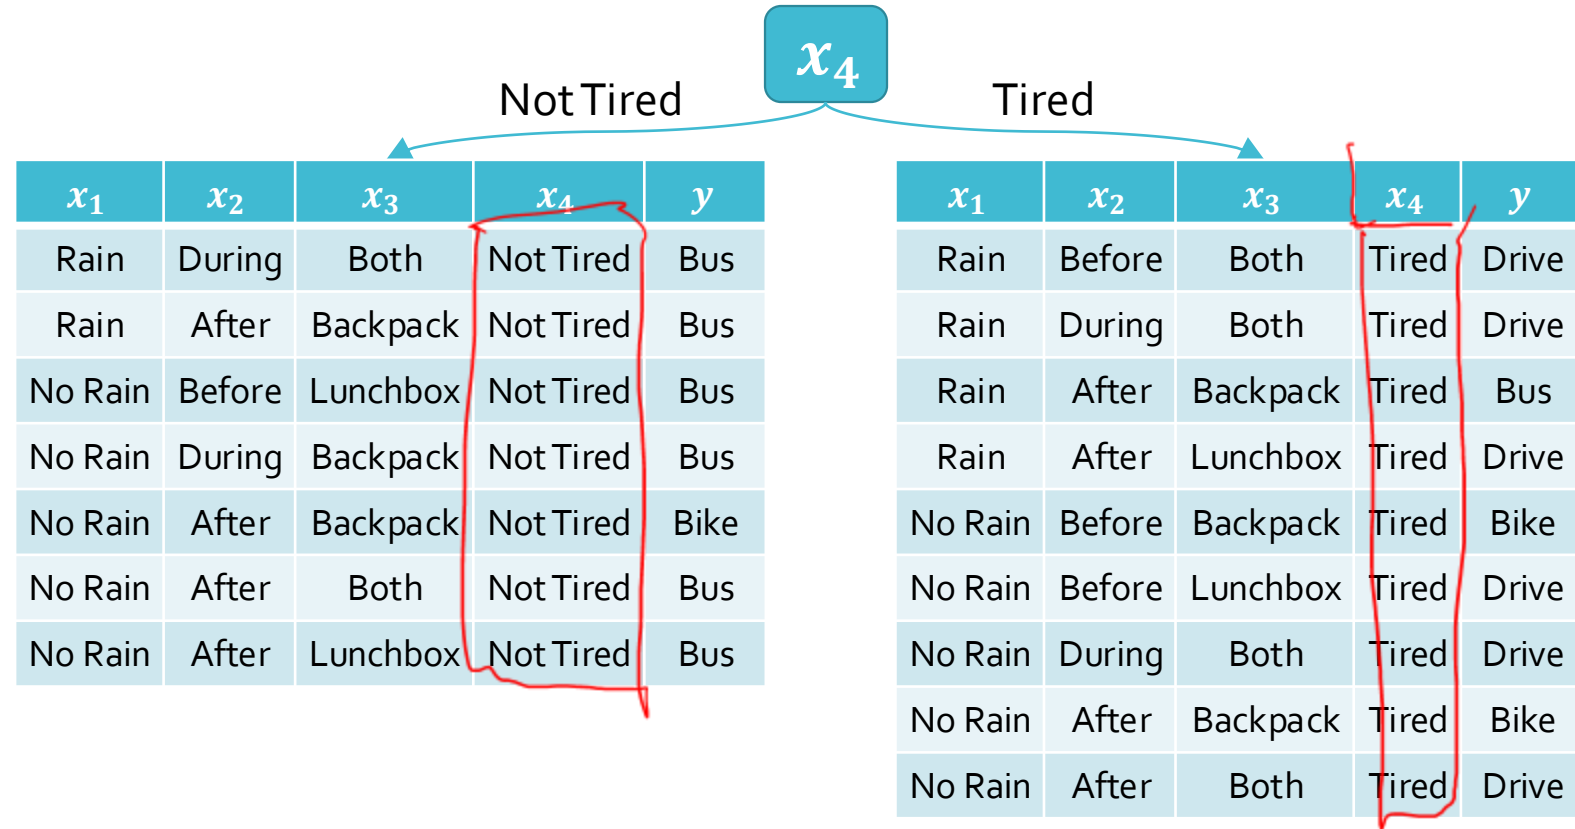 x4
Not Tired Tired
x1 x2 x3 x4 y
Rain During Both Not Tired Bus
Rain After Backpack Not Tired Bus
No Rain Before Lunchbox Not Tired Bus
No Rain During Backpack Not Tired Bus
No Rain After Backpack Not Tired Bike
No Rain After Both Not Tired Bus
No Rain After Lunchbox Not Tired Bus
x1 x2 x3 x4 y
Rain Before Both Tired Drive
Rain During Both Tired Drive
Rain After Backpack Tired Bus
Rain After Lunchbox Tired Drive
No Rain Before Backpack Tired Bike
No Rain Before Lunchbox Tired Drive
No Rain During Both Tired Drive
No Rain After Backpack Tired Bike
No Rain After Both Tired Drive